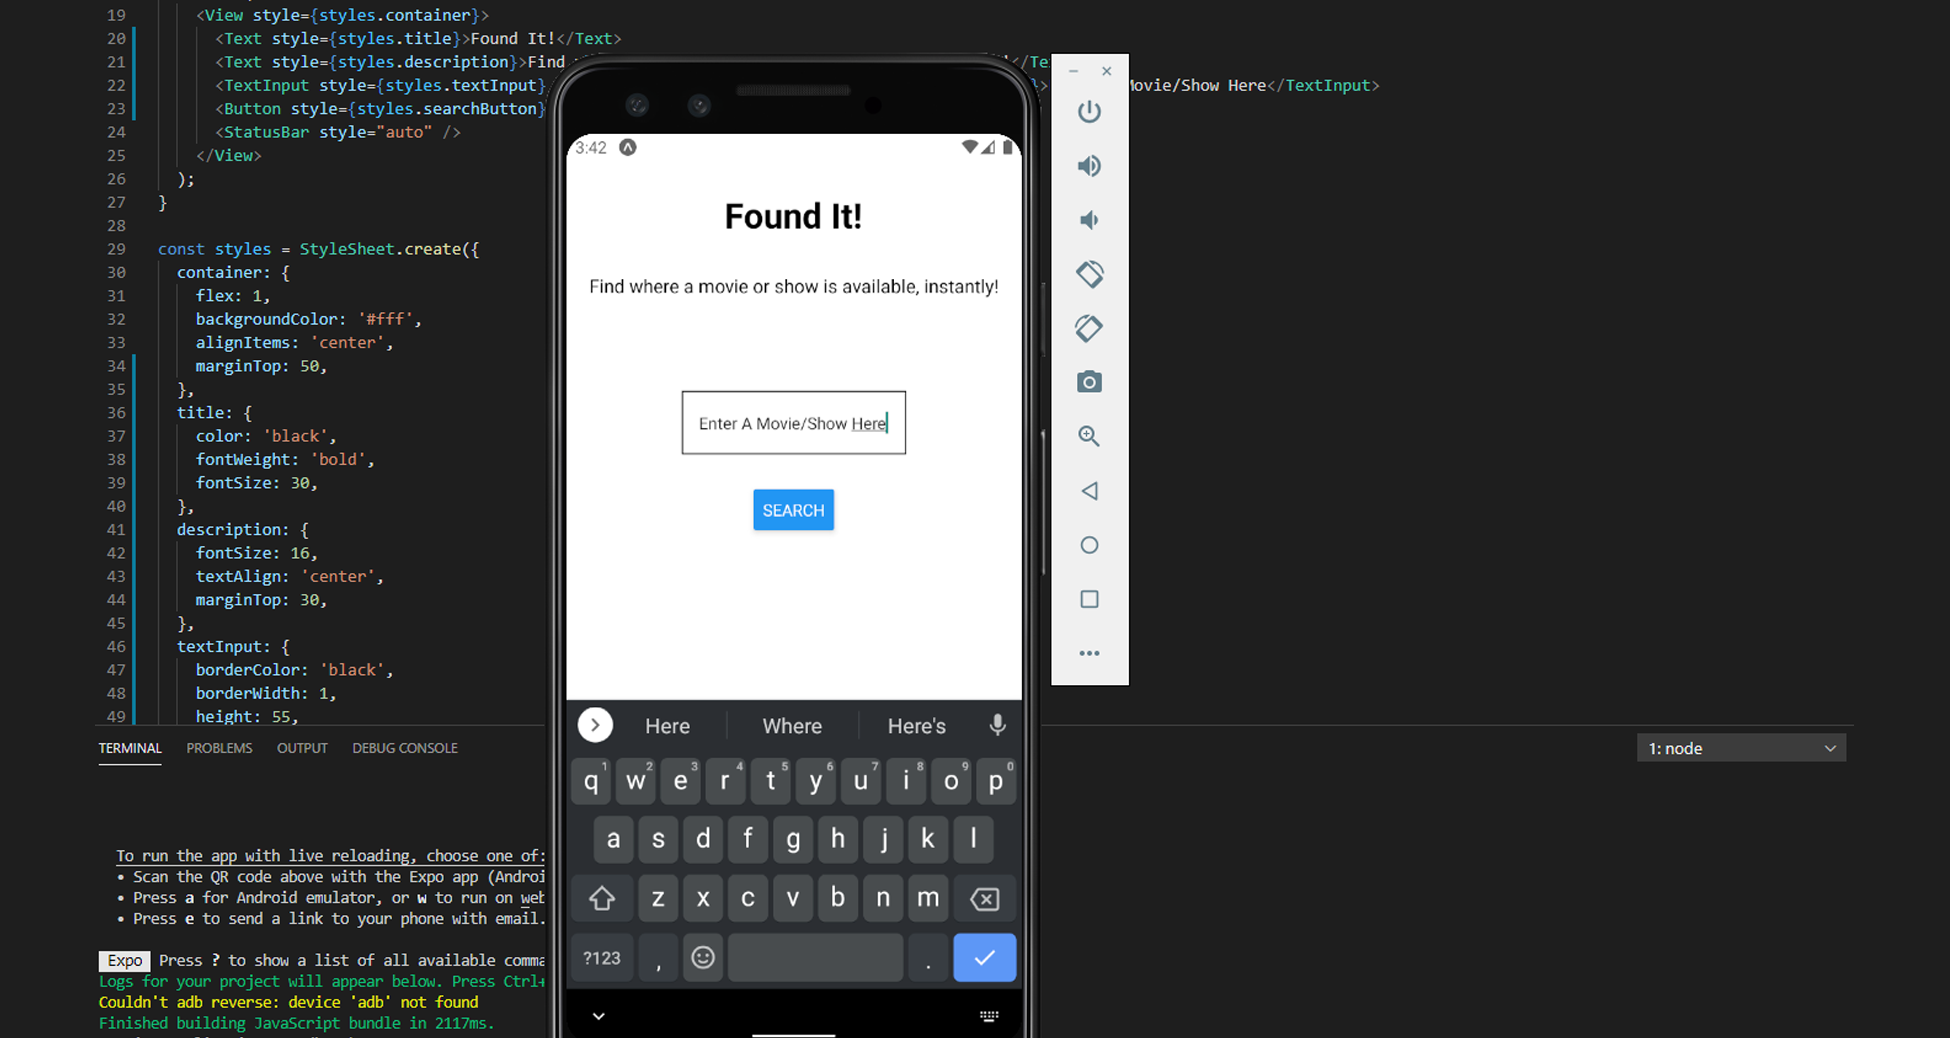 19 <View style={styles.container}>
20 <Text style={styles.title}>Found It!</Text>
21 <Text style={styles.description}>Find !</Te
22 <TextInput style={styles.textInput} > Movie/Show Here</TextInput>
23 <Button style={styles.searchButton}
24 <StatusBar style="auto" />
25 </View>
26 );
27 }
28
29 const styles = StyleSheet.create({
30 container: {
31 flex: 1,
32 backgroundColor: '#fff',
33 alignItems: 'center',
34 marginTop: 50,
35 },
36 title: {
37 color: 'black',
38 fontWeight: 'bold',
39 fontSize: 30,
40 },
41 description: {
42 fontSize: 16,
43 textAlign: 'center',
44 marginTop: 30,
45 },
46 textInput: {
47 borderColor: 'black',
48 borderWidth: 1,
49 height: 55,
TERMINAL PROBLEMS OUTPUT DEBUG CONSOLE
1: node
To run the app with live reloading, choose one of:
• Scan the QR code above with the Expo app (Androi
• Press a for Android emulator, or w to run on web
• Press e to send a link to your phone with email.
Expo Press ? to show a list of all available comma
Logs for your project will appear below. Press Ctrl+
Couldn't adb reverse: device 'adb' not found
Finished building JavaScript bundle in 2117ms.
3:42
Found It!
Find where a movie or show is available, instantly!
Enter A Movie/Show Here
SEARCH
Here Where Here's
q1 w2 e3 r4 t5 y6 u7 i8 o9 p0
a s d f g h j k l
z x c v b n m
?123 , .